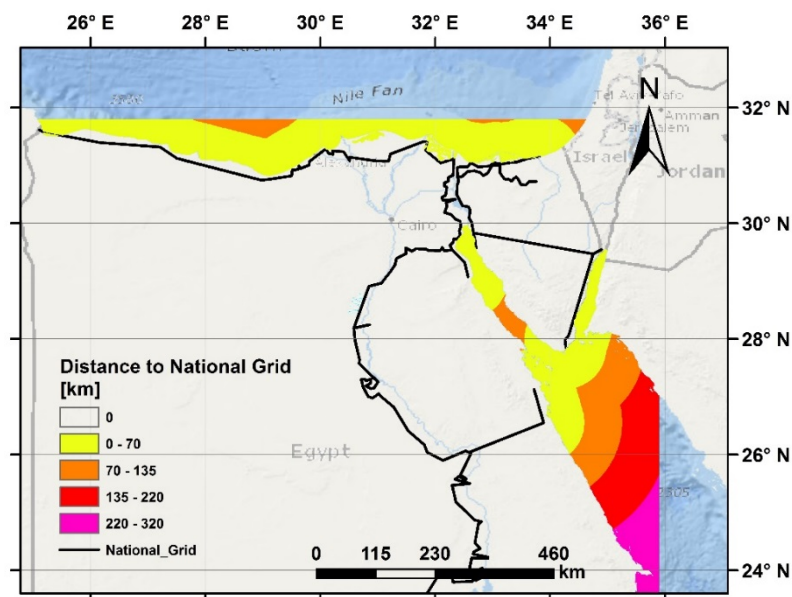 26°E 28°E 30°E 32°E 34°E 36°E
Nile Fan
N
32°N
Tel Aviv-Yafo
Amman
Jerusalem
Israel
Jordan
Cairo
30°N
28°N
Distance to National Grid
[km]
0
0 - 70
70 - 135
135 - 220
220 - 320
National_Grid
Egypt
26°N
0 115 230 460
km
24°N